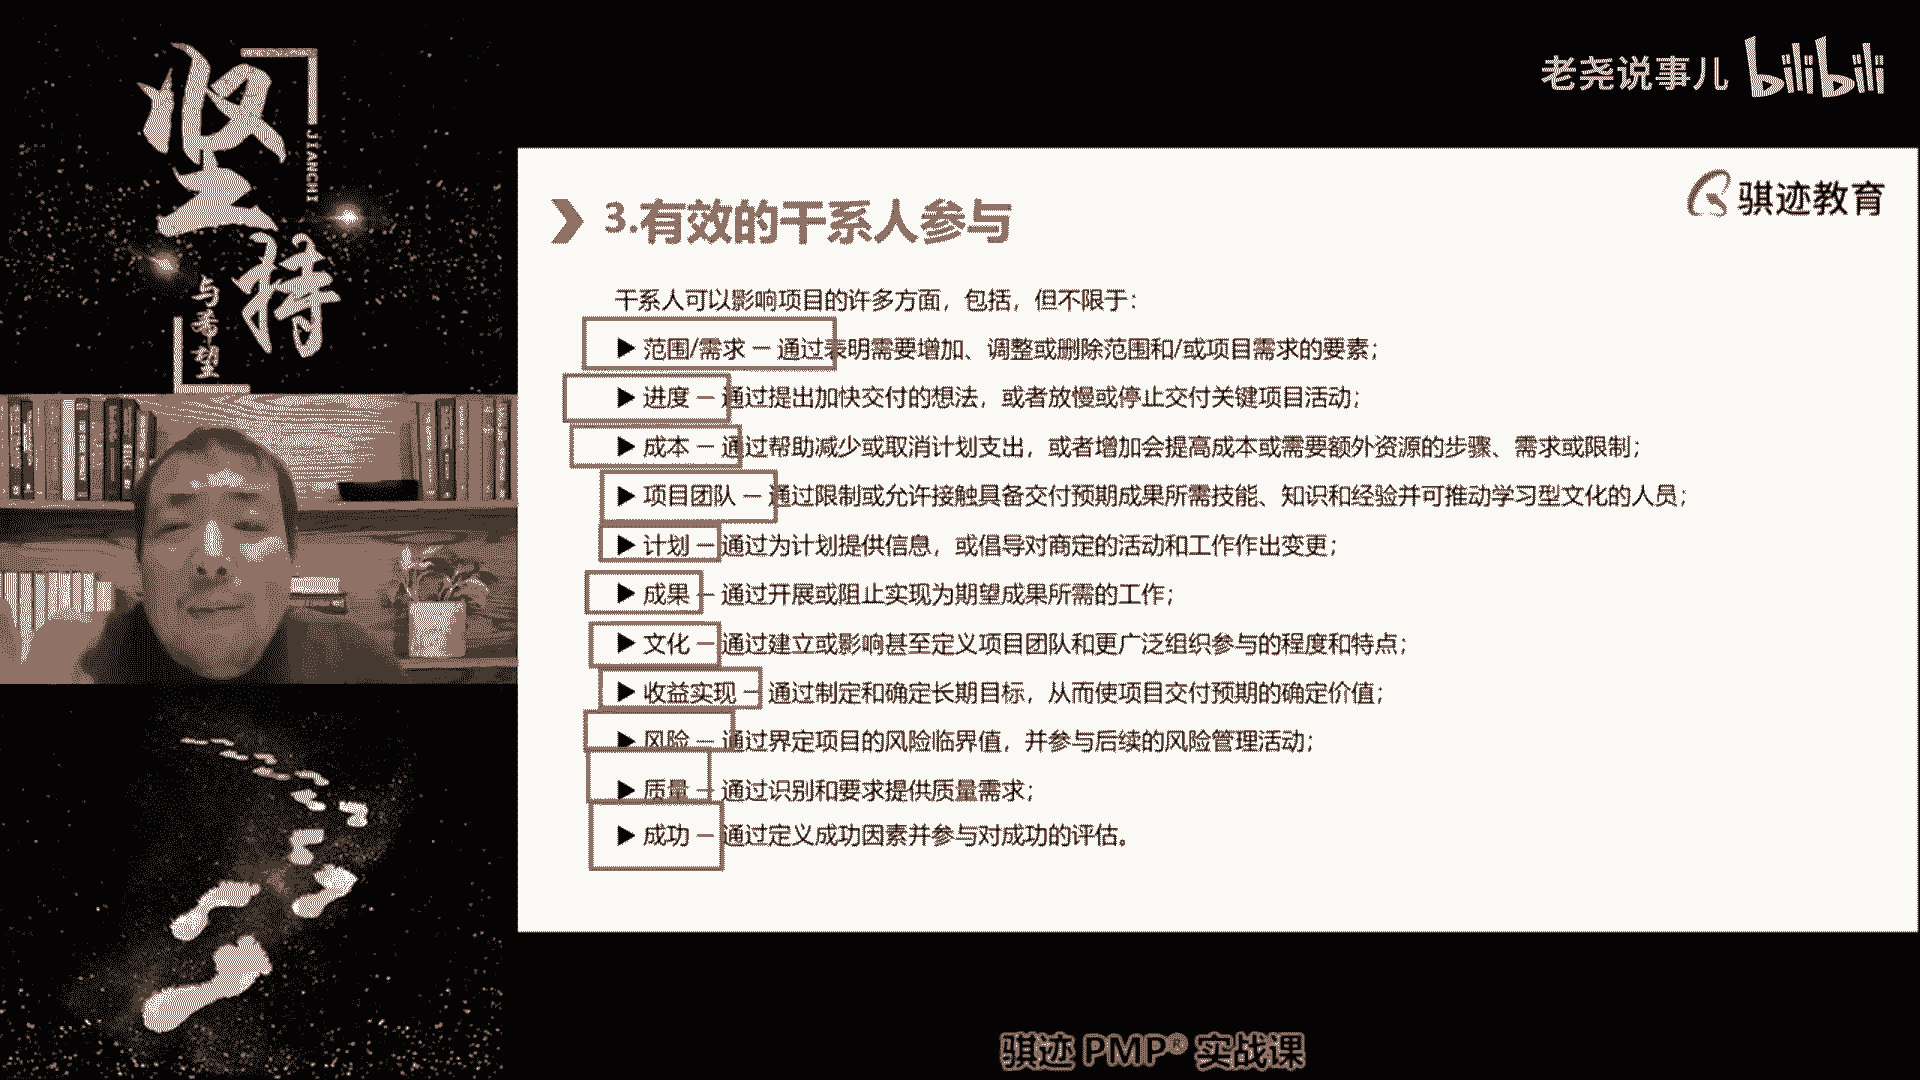 坚持
JIANCHI
与希望
老尧说事儿 bilibili
骐迹教育
3.有效的干系人参与
干系人可以影响项目的许多方面，包括，但不限于：
▶ 范围/需求 — 通过表明需要增加、调整或删除范围和/或项目需求的要素；
▶ 进度 — 通过提出加快交付的想法，或者放慢或停止交付关键项目活动；
▶ 成本 — 通过帮助减少或取消计划支出，或者增加会提高成本或需要额外资源的步骤、需求或限制；
▶ 项目团队 — 通过限制或允许接触具备交付预期成果所需技能、知识和经验并可推动学习型文化的人员；
▶ 计划 — 通过为计划提供信息，或倡导对商定的活动和工作作出变更；
▶ 成果 — 通过开展或阻止实现为期望成果所需的工作；
▶ 文化 — 通过建立或影响甚至定义项目团队和更广泛组织参与的程度和特点；
▶ 收益实现 — 通过制定和确定长期目标，从而使项目交付预期的确定价值；
▶ 风险 — 通过界定项目的风险临界值，并参与后续的风险管理活动；
▶ 质量 — 通过识别和要求提供质量需求；
▶ 成功 — 通过定义成功因素并参与对成功的评估。
骐迹 PMP® 实战课